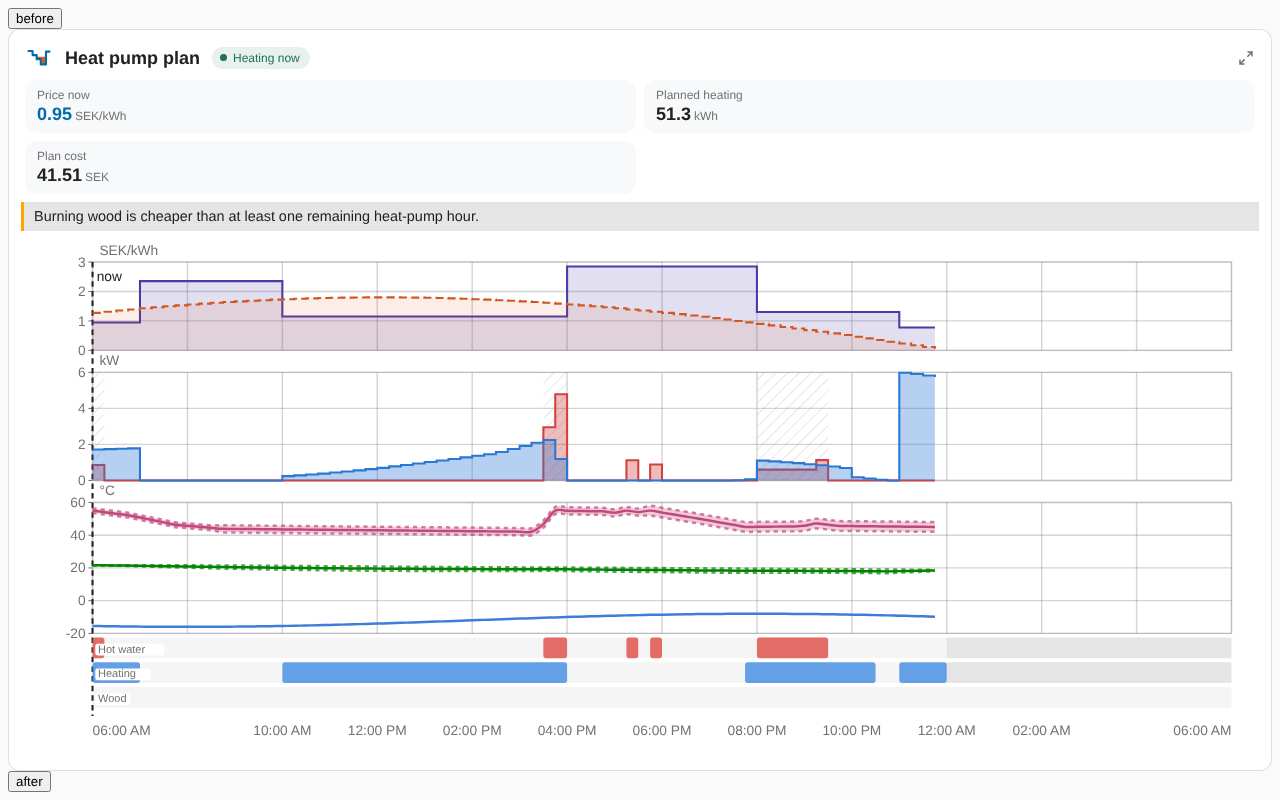 before
Heat pump plan
Heating now
Price now
0.95 SEK/kWh
Planned heating
51.3 kWh
Plan cost
41.51 SEK
Burning wood is cheaper than at least one remaining heat-pump hour.
SEK/kWh
3
now
2
1
0
kW
6
4
2
0
°C
60
40
20
0
-20
Hot water
Heating
Wood
06:00 AM 10:00 AM 12:00 PM 02:00 PM 04:00 PM 06:00 PM 08:00 PM 10:00 PM 12:00 AM 02:00 AM 06:00 AM
after